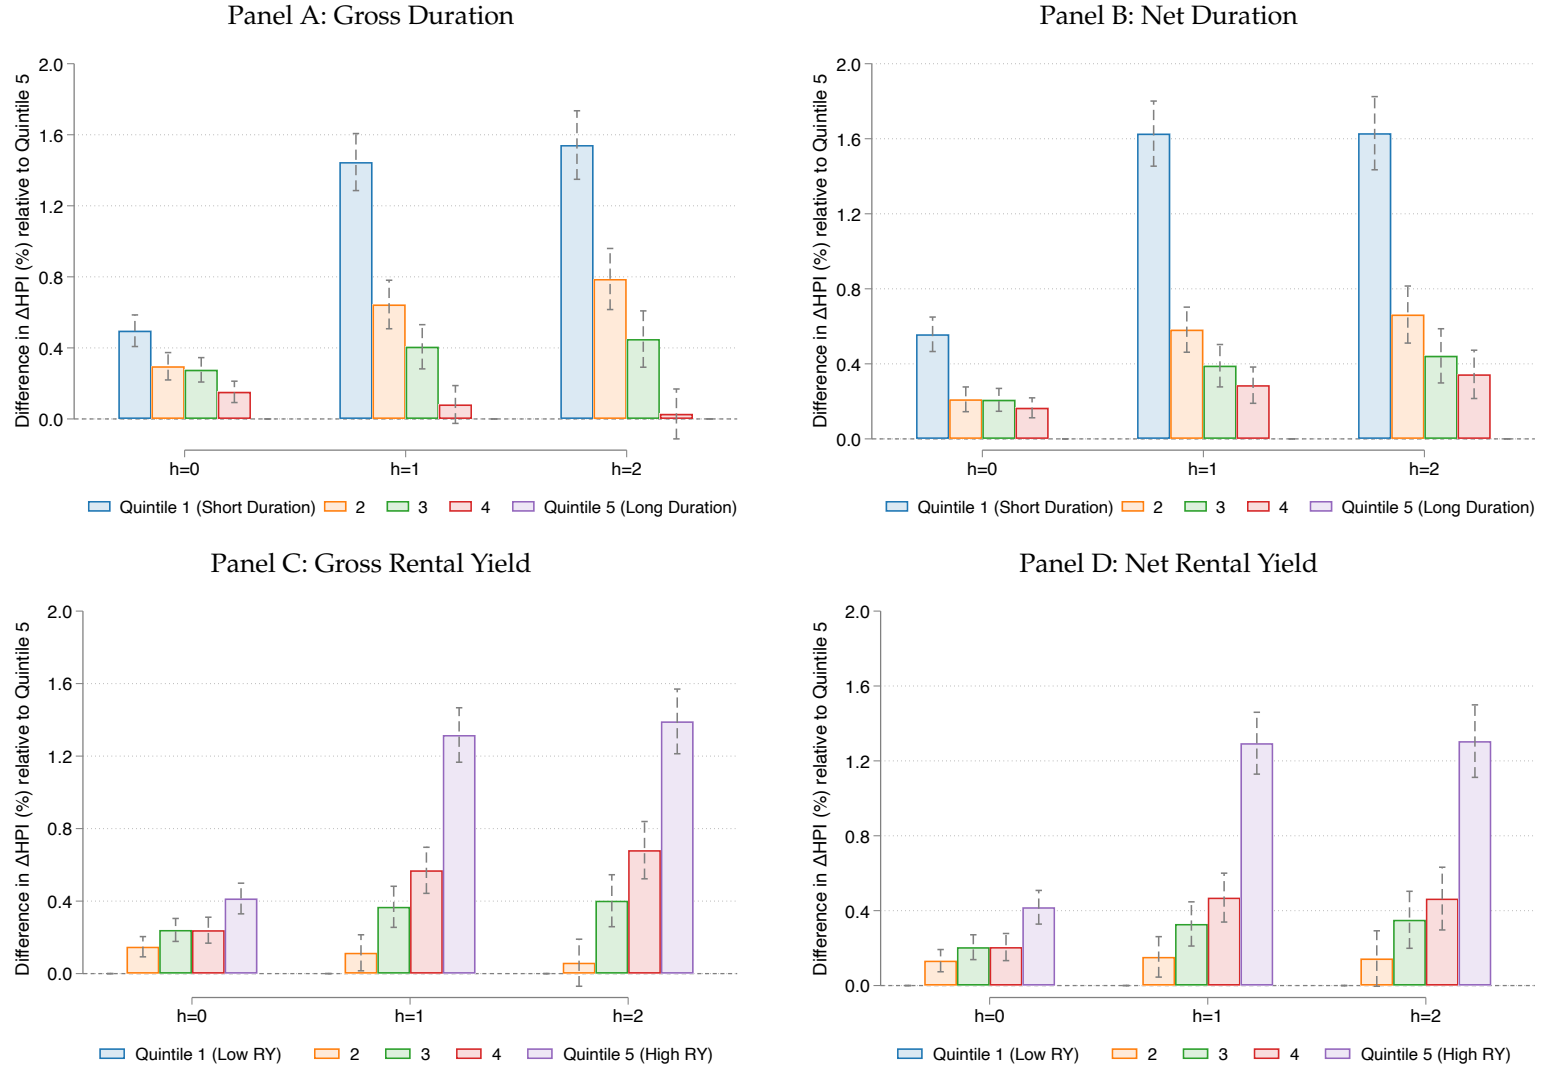 Panel A: Gross Duration
Difference in ΔHPI (%) relative to Quintile 5
2.0
1.6
1.2
0.8
0.4
0.0
h=0 h=1 h=2
Quintile 1 (Short Duration) 2 3 4 Quintile 5 (Long Duration)
Panel B: Net Duration
Difference in ΔHPI (%) relative to Quintile 5
2.0
1.6
1.2
0.8
0.4
0.0
h=0 h=1 h=2
Quintile 1 (Short Duration) 2 3 4 Quintile 5 (Long Duration)
Panel C: Gross Rental Yield
Difference in ΔHPI (%) relative to Quintile 5
2.0
1.6
1.2
0.8
0.4
0.0
h=0 h=1 h=2
Quintile 1 (Low RY) 2 3 4 Quintile 5 (High RY)
Panel D: Net Rental Yield
Difference in ΔHPI (%) relative to Quintile 5
2.0
1.6
1.2
0.8
0.4
0.0
h=0 h=1 h=2
Quintile 1 (Low RY) 2 3 4 Quintile 5 (High RY)